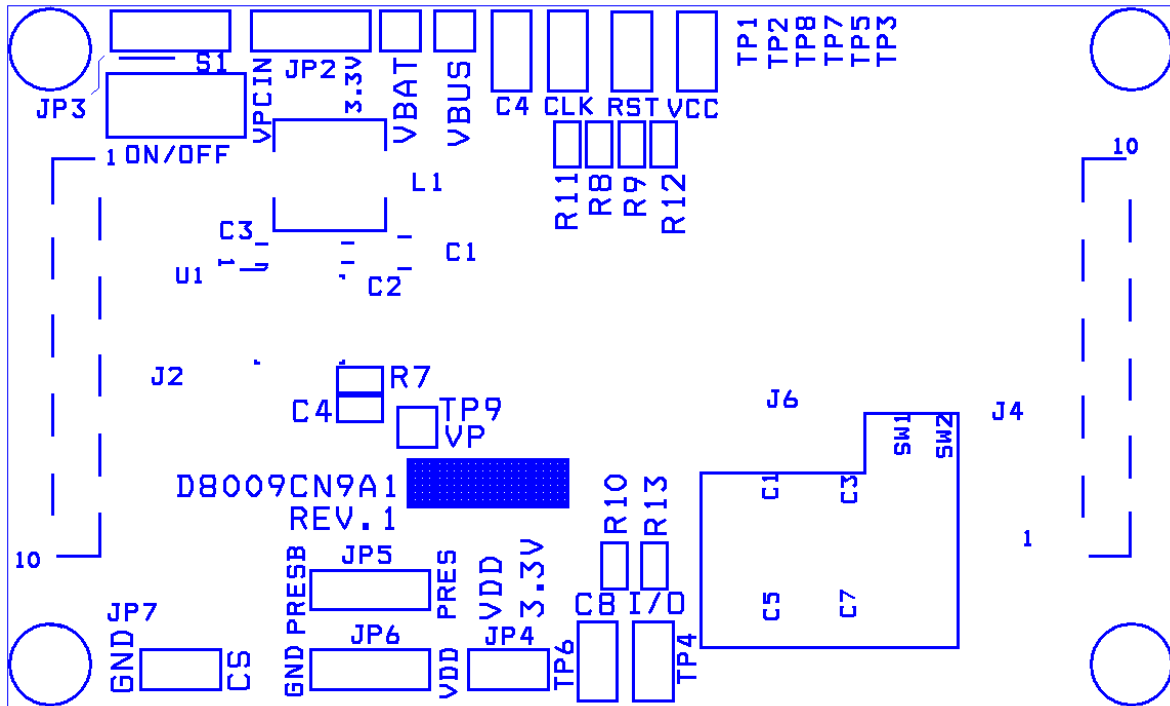 S1
JP2
JP3
VPCIN
3.3V
VBAT
VBUS
C4
CLK
RST
VCC
TP1
TP2
TP8
TP7
TP5
TP3
1
ON/OFF
R11
R8
R9
R12
10
L1
C3
C1
1
U1
C2
J2
R7
C4
TP9
VP
J6
J4
SW1
SW2
D8009CN9A1
REV.1
C1
C3
R10
R13
10
1
PRESB
JP5
PRES
VDD
3.3V
C8
I/O
C5
C7
JP7
GND
CS
GND
JP6
VDD
JP4
TP6
TP4